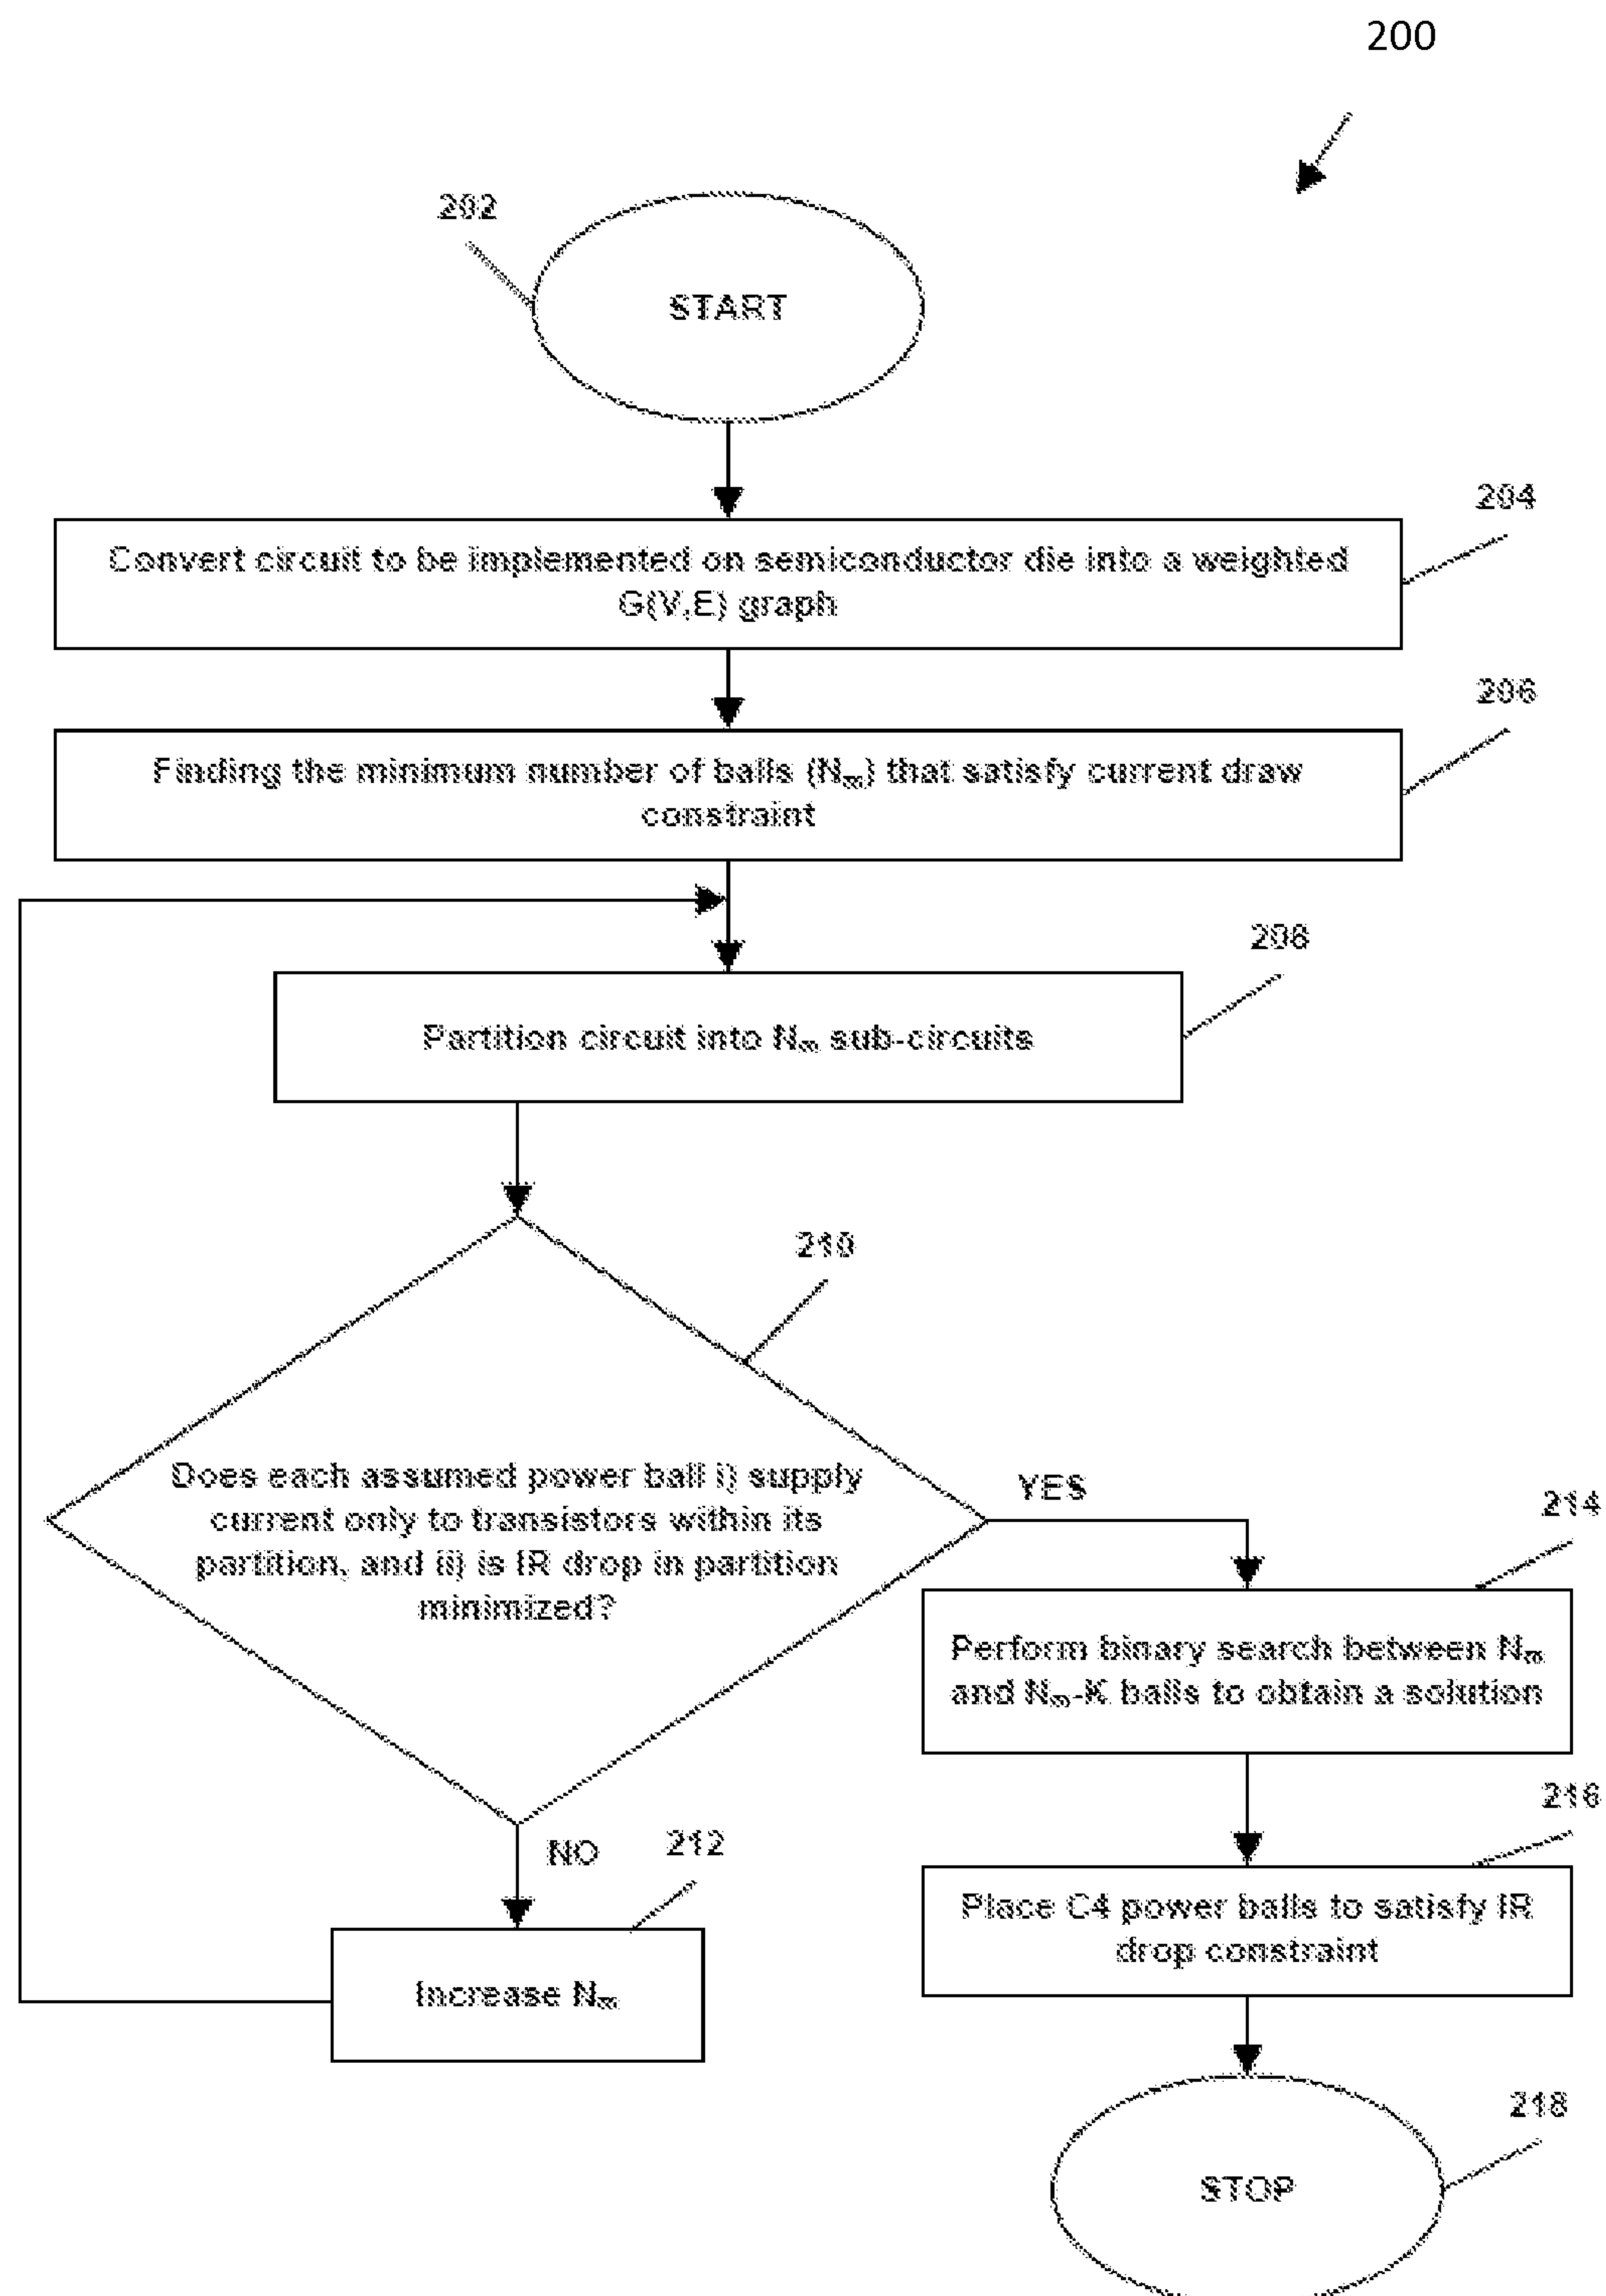 200
202
START
204
Convert circuit to be implemented on semiconductor die into a weighted
G(V,E) graph
206
Finding the minimum number of balls (Nm) that satisfy current draw
constraint
208
Partition circuit into Nm sub-circuits
210
Does each assumed power ball i) supply
current only to transistors within its
partition, and ii) is IR drop in partition
minimized?
YES
214
Perform binary search between Nm
and Nm-K balls to obtain a solution
216
NO
212
Place C4 power balls to satisfy IR
drop constraint
Increase Nm
218
STOP